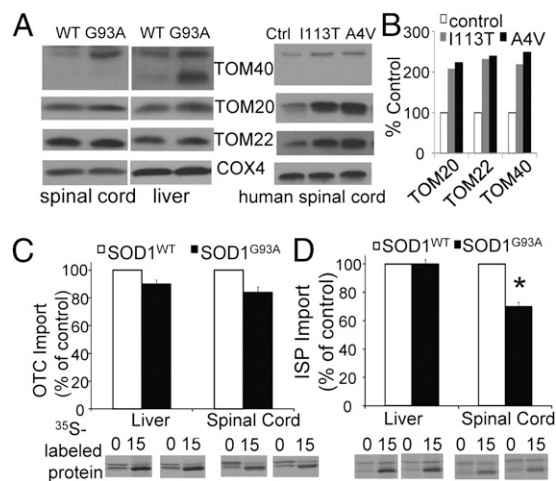 A
WT G93A WT G93A
Ctrl I113T A4V
TOM40
TOM20
TOM22
COX4
spinal cord liver
human spinal cord
B
control
I113T A4V
% Control
250
200
100
0
TOM20
TOM22
TOM40
C
SOD1WT SOD1G93A
OTC Import
(% of control)
100
80
60
40
20
0
Liver Spinal Cord
35S-
labeled
protein
0 15 0 15 0 15 0 15
D
SOD1WT SOD1G93A
ISP Import
(% of control)
100
80
60
40
20
0
*
Liver Spinal Cord
0 15 0 15 0 15 0 15